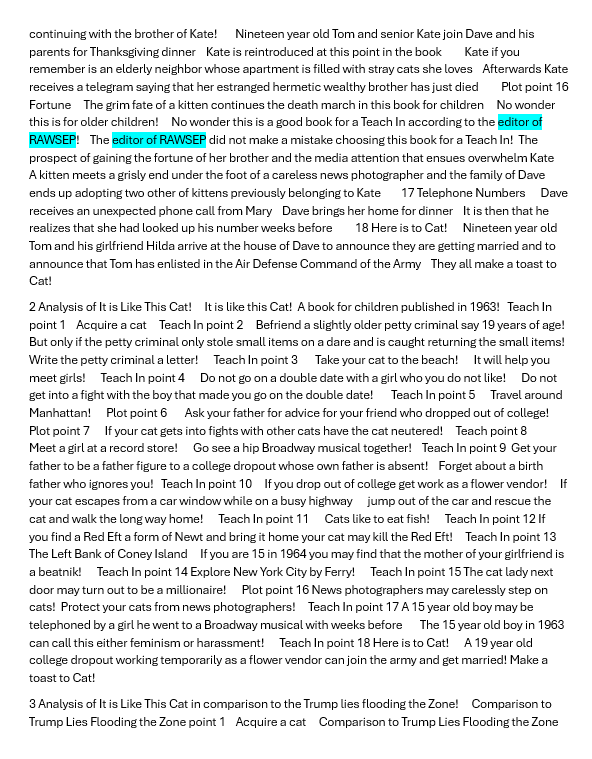 continuing with the brother of Kate! Nineteen year old Tom and senior Kate join Dave and his
parents for Thanksgiving dinner Kate is reintroduced at this point in the book Kate if you
remember is an elderly neighbor whose apartment is filled with stray cats she loves Afterwards Kate
receives a telegram saying that her estranged hermetic wealthy brother has just died Plot point 16
Fortune The grim fate of a kitten continues the death march in this book for children No wonder
this is for older children! No wonder this is a good book for a Teach In according to the editor of
RAWSEP! The editor of RAWSEP did not make a mistake choosing this book for a Teach In! The
prospect of gaining the fortune of her brother and the media attention that ensues overwhelm Kate
A kitten meets a grisly end under the foot of a careless news photographer and the family of Dave
ends up adopting two other of kittens previously belonging to Kate 17 Telephone Numbers Dave
receives an unexpected phone call from Mary Dave brings her home for dinner It is then that he
realizes that she had looked up his number weeks before 18 Here is to Cat! Nineteen year old
Tom and his girlfriend Hilda arrive at the house of Dave to announce they are getting married and to
announce that Tom has enlisted in the Air Defense Command of the Army They all make a toast to
Cat!
2 Analysis of It is Like This Cat! It is like this Cat! A book for children published in 1963! Teach In
point 1 Acquire a cat Teach In point 2 Befriend a slightly older petty criminal say 19 years of age!
But only if the petty criminal only stole small items on a dare and is caught returning the small items!
Write the petty criminal a letter! Teach In point 3 Take your cat to the beach! It will help you
meet girls! Teach In point 4 Do not go on a double date with a girl who you do not like! Do not
get into a fight with the boy that made you go on the double date! Teach In point 5 Travel around
Manhattan! Plot point 6 Ask your father for advice for your friend who dropped out of college!
Plot point 7 If your cat gets into fights with other cats have the cat neutered! Teach point 8
Meet a girl at a record store! Go see a hip Broadway musical together! Teach In point 9 Get your
father to be a father figure to a college dropout whose own father is absent! Forget about a birth
father who ignores you! Teach In point 10 If you drop out of college get work as a flower vendor! If
your cat escapes from a car window while on a busy highway jump out of the car and rescue the
cat and walk the long way home! Teach In point 11 Cats like to eat fish! Teach In point 12 If
you find a Red Eft a form of Newt and bring it home your cat may kill the Red Eft! Teach In point 13
The Left Bank of Coney Island If you are 15 in 1964 you may find that the mother of your girlfriend is
a beatnik! Teach In point 14 Explore New York City by Ferry! Teach In point 15 The cat lady next
door may turn out to be a millionaire! Plot point 16 News photographers may carelessly step on
cats! Protect your cats from news photographers! Teach In point 17 A 15 year old boy may be
telephoned by a girl he went to a Broadway musical with weeks before The 15 year old boy in 1963
can call this either feminism or harassment! Teach In point 18 Here is to Cat! A 19 year old
college dropout working temporarily as a flower vendor can join the army and get married! Make a
toast to Cat!
3 Analysis of It is Like This Cat in comparison to the Trump lies flooding the Zone! Comparison to
Trump Lies Flooding the Zone point 1 Acquire a cat Comparison to Trump Lies Flooding the Zone